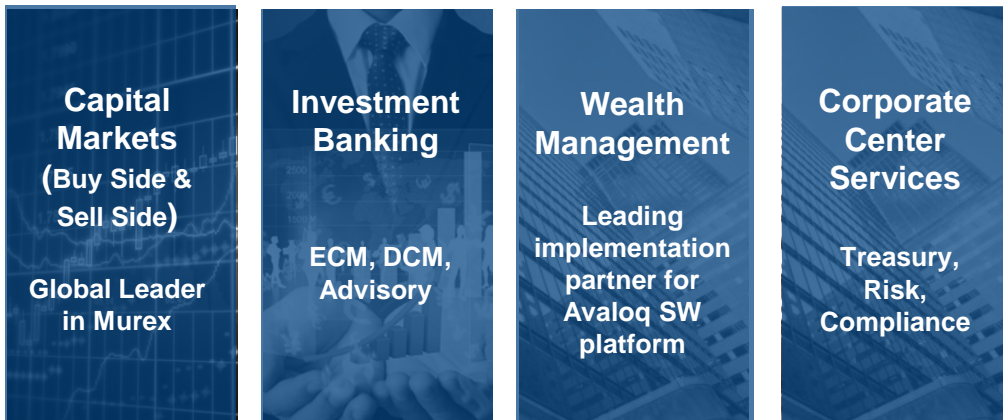 Capital
Markets
(Buy Side &
Sell Side)
Global Leader
in Murex
Investment
Banking
ECM, DCM,
Advisory
Wealth
Management
Leading
implementation
partner for
Avaloq SW
platform
Corporate
Center
Services
Treasury,
Risk,
Compliance